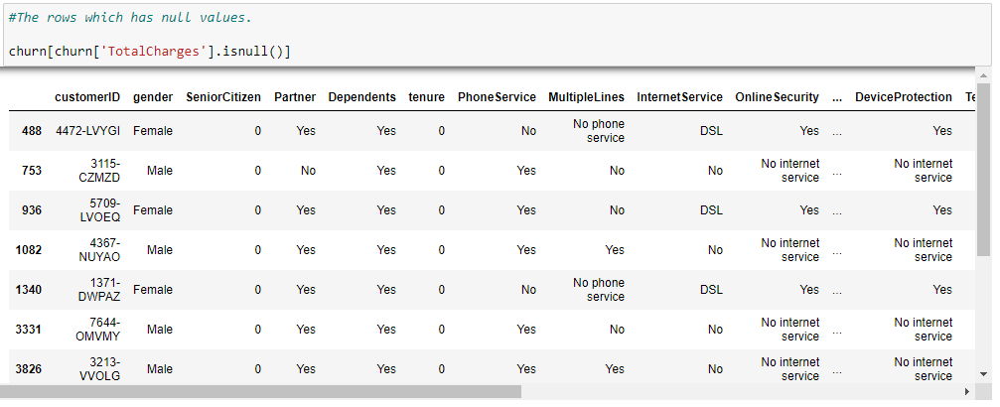 #The rows which has null values.
churn[churn['TotalCharges'].isnull()]
customerID gender SeniorCitizen Partner Dependents tenure PhoneService MultipleLines InternetService OnlineSecurity ... DeviceProtection Te
488 4472-LVYGI Female 0 Yes Yes 0 No No phone service DSL Yes ... Yes
753 3115-CZMZD Male 0 No Yes 0 Yes No No No internet service ... No internet service
936 5709-LVOEQ Female 0 Yes Yes 0 Yes No DSL Yes ... Yes
1082 4367-NUYAO Male 0 Yes Yes 0 Yes Yes No No internet service ... No internet service
1340 1371-DWPAZ Female 0 Yes Yes 0 No No phone service DSL Yes ... Yes
3331 7644-OMVMY Male 0 Yes Yes 0 Yes No No No internet service ... No internet service
3826 3213-VVOLG Male 0 Yes Yes 0 Yes Yes No No internet service ... No internet service